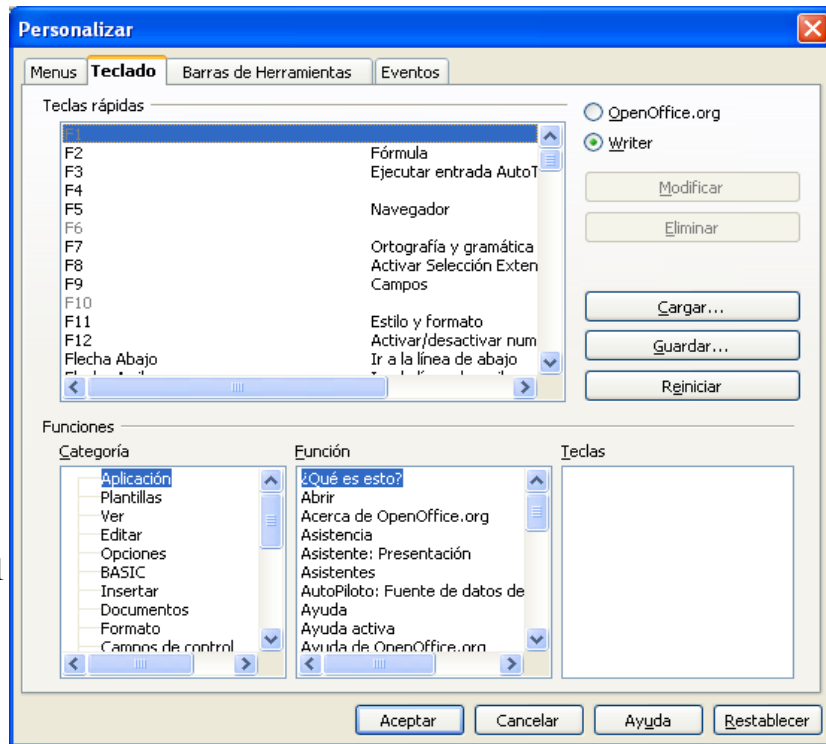 Personalizar
Menus Teclado Barras de Herramientas Eventos
Teclas rápidas
F1
F2 Fórmula
F3 Ejecutar entrada AutoT
F4
F5 Navegador
F6
F7 Ortografía y gramática
F8 Activar Selección Exten
F9 Campos
F10
F11 Estilo y formato
F12 Activar/desactivar num
Flecha Abajo Ir a la línea de abajo
OpenOffice.org
Writer
Modificar
Eliminar
Cargar...
Guardar...
Reiniciar
Funciones
Categoría
Aplicación
Plantillas
Ver
Editar
Opciones
BASIC
Insertar
Documentos
Formato
Campos de control
Función
¿Qué es esto?
Abrir
Acerca de OpenOffice.org
Asistencia
Asistente: Presentación
Asistentes
AutoPiloto: Fuente de datos de
Ayuda
Ayuda activa
Ayuda de OpenOffice.org
Teclas
Aceptar Cancelar Ayuda Restablecer